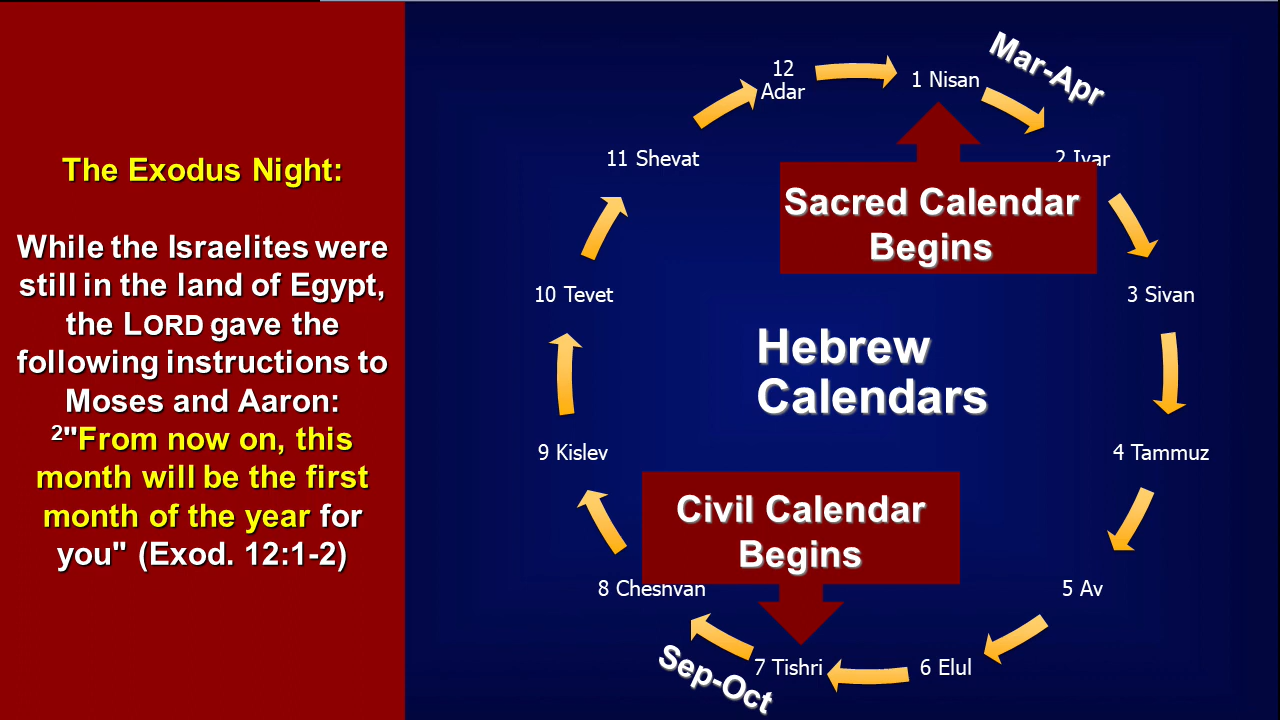 The Exodus Night:
While the Israelites were
still in the land of Egypt,
the LORD gave the
following instructions to
Moses and Aaron:
2"From now on, this
month will be the first
month of the year for
you" (Exod. 12:1-2)
12
Adar
1 Nisan
Mar-Apr
11 Shevat
2 Iyar
Sacred Calendar
Begins
10 Tevet
3 Sivan
Hebrew
Calendars
9 Kislev
4 Tammuz
Civil Calendar
Begins
8 Cheshvan
5 Av
Sep-Oct
7 Tishri
6 Elul